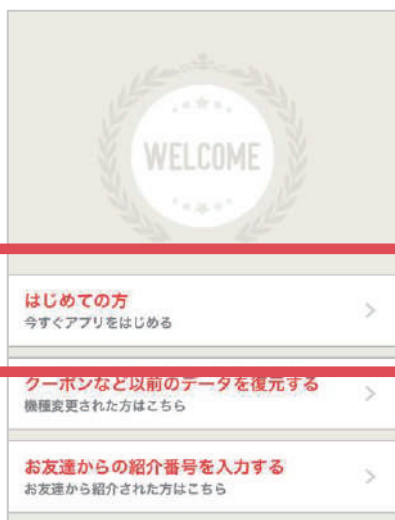 WELCOME
はじめての方
今すぐアプリをはじめる
クーポンなど以前のデータを復元する
機種変更された方はこちら
お友達からの紹介番号を入力する
お友達から紹介された方はこちら